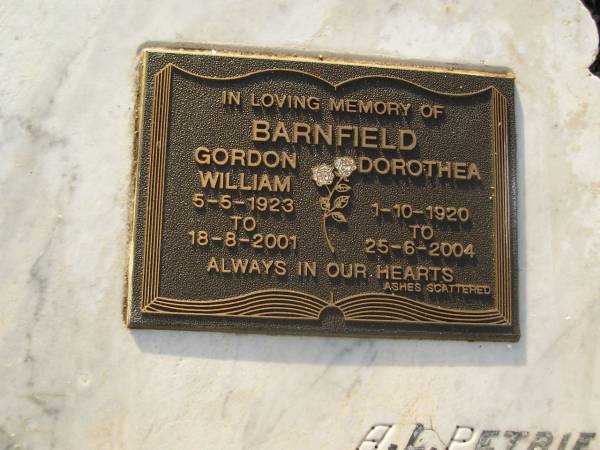 IN LOVING MEMORY OF
BARNFIELD
GORDON WILLIAM
5-5-1923
TO
18-8-2001
DOROTHEA
1-10-1920
TO
25-6-2004
ALWAYS IN OUR HEARTS
ASHES SCATTERED
A.L. PETRIE